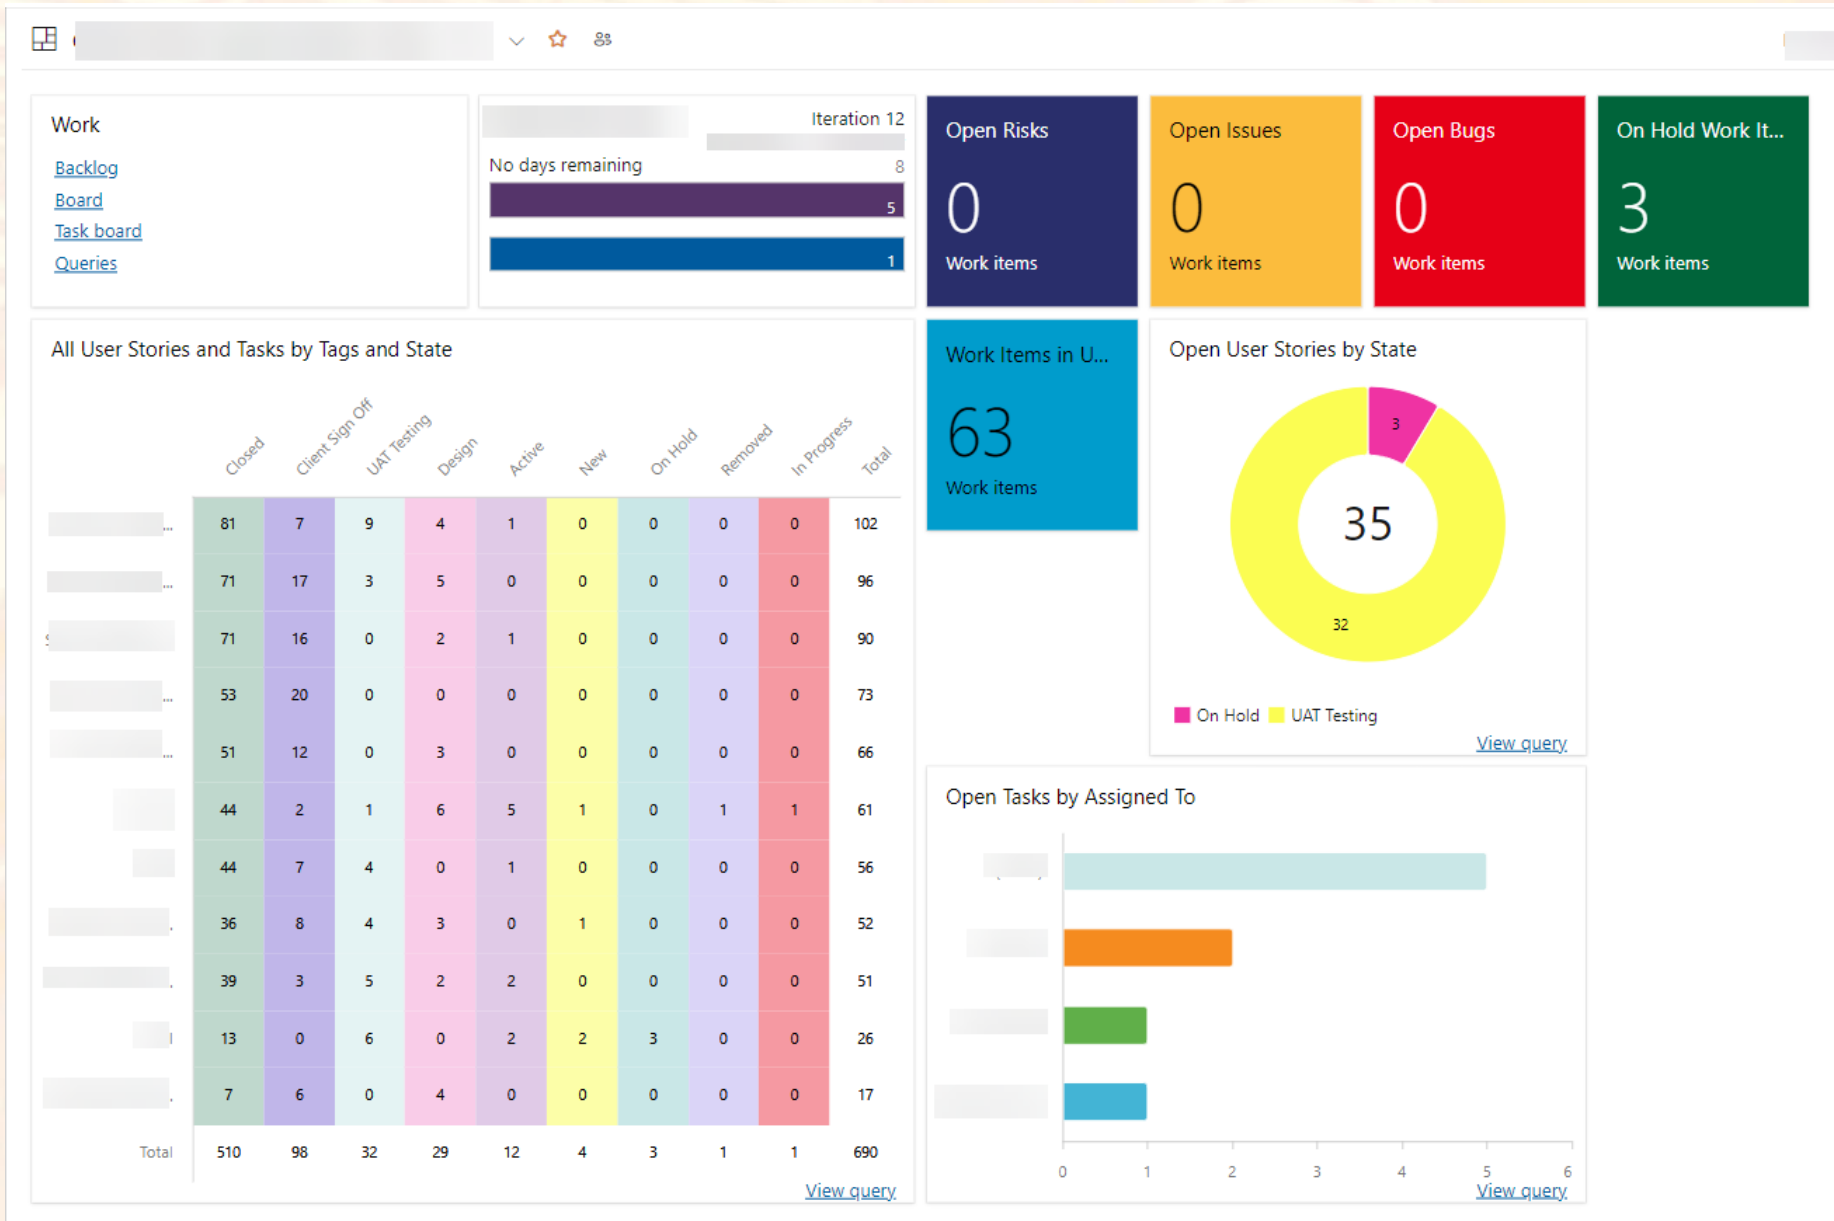 Work
Backlog
Board
Task board
Queries
Iteration 12
No days remaining 8
5
1
Open Risks
0
Work items
Open Issues
0
Work items
Open Bugs
0
Work items
On Hold Work It...
3
Work items
All User Stories and Tasks by Tags and State
Closed Client Sign Off UAT Testing Design Active New On Hold Removed In Progress Total
... 81 7 9 4 1 0 0 0 0 102
... 71 17 3 5 0 0 0 0 0 96
71 16 0 2 1 0 0 0 0 90
... 53 20 0 0 0 0 0 0 0 73
... 51 12 0 3 0 0 0 0 0 66
44 2 1 6 5 1 0 1 1 61
44 7 4 0 1 0 0 0 0 56
36 8 4 3 0 1 0 0 0 52
39 3 5 2 2 0 0 0 0 51
13 0 6 0 2 2 3 0 0 26
7 6 0 4 0 0 0 0 0 17
Total 510 98 32 29 12 4 3 1 1 690
View query
Work Items in U...
63
Work items
Open User Stories by State
3
35
32
On Hold UAT Testing
View query
Open Tasks by Assigned To
0 1 2 3 4 5 6
View query